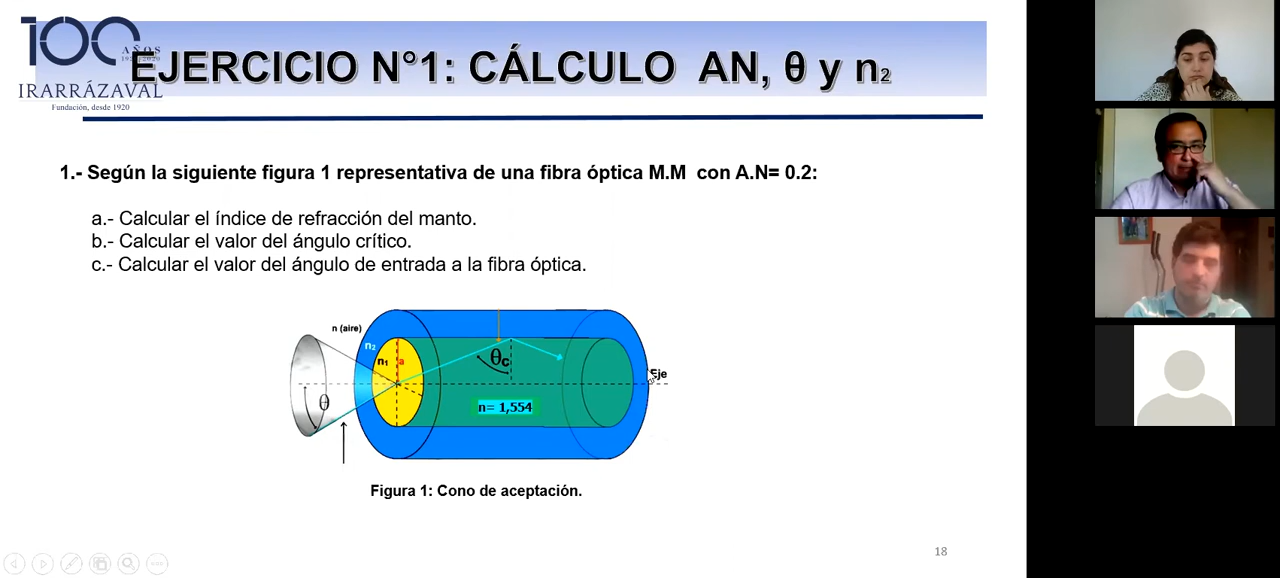 100
AÑOS
IRARRÁZAVAL
Fundación, desde 1920
EJERCICIO N°1: CÁLCULO AN, θ y n₂
1.- Según la siguiente figura 1 representativa de una fibra óptica M.M con A.N= 0.2:
a.- Calcular el índice de refracción del manto.
b.- Calcular el valor del ángulo crítico.
c.- Calcular el valor del ángulo de entrada a la fibra óptica.
n (aire)
n₂
n₁
a
θc
θ
Eje
n= 1,554
Figura 1: Cono de aceptación.
18